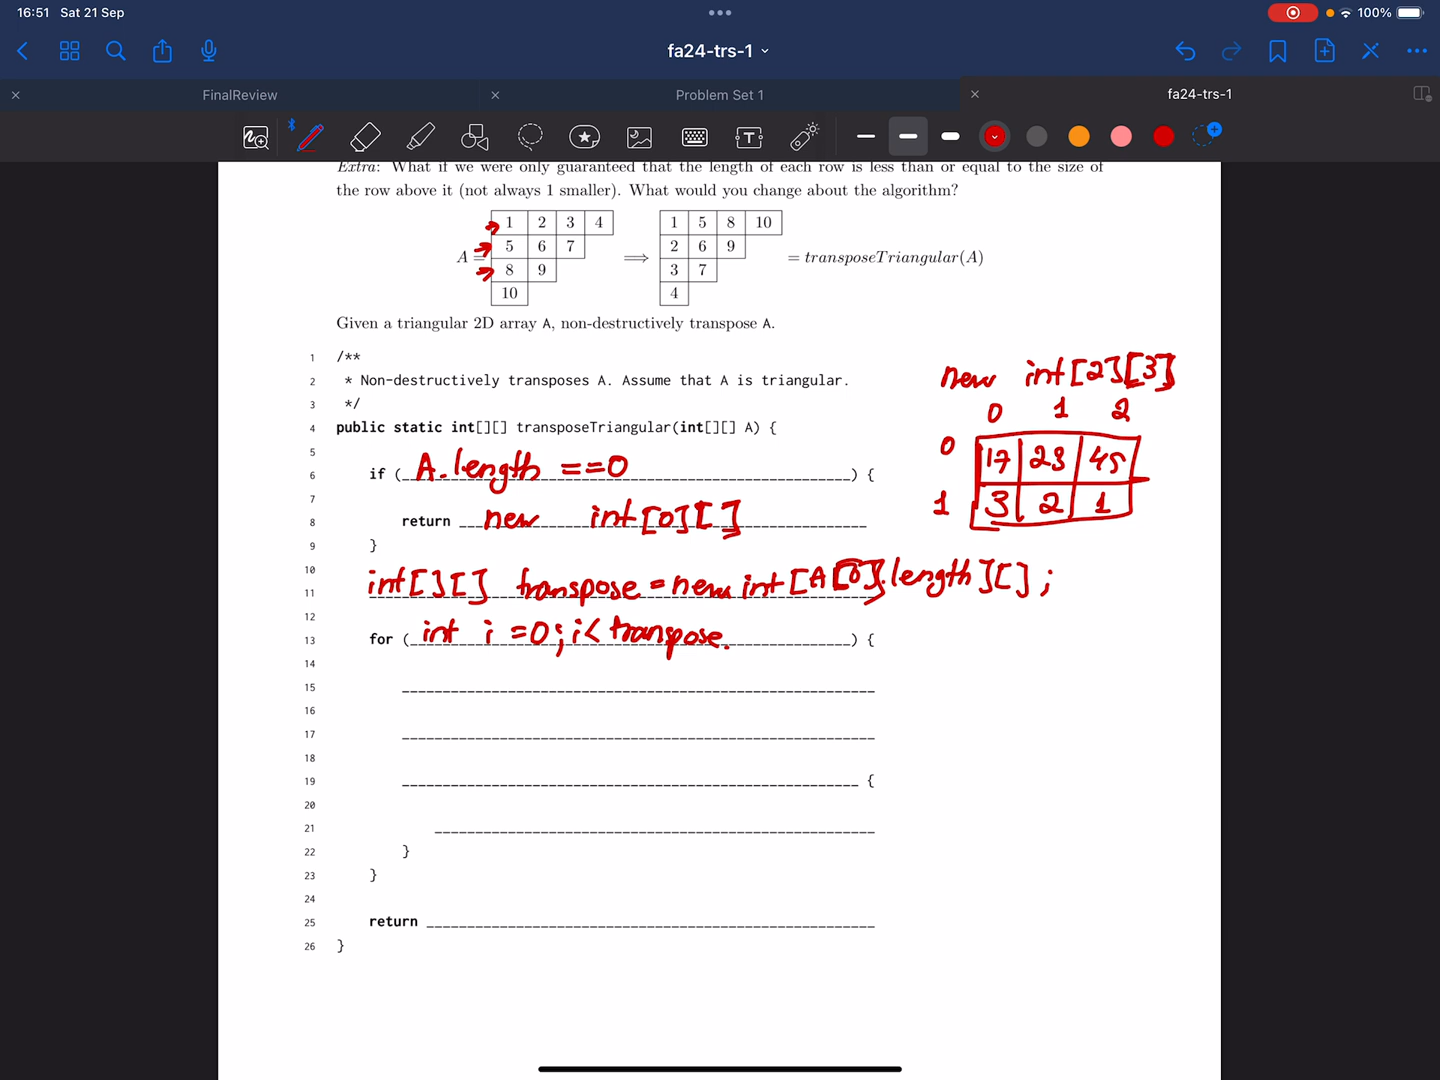 16:51 Sat 21 Sep
100%
fa24-trs-1
FinalReview
Problem Set 1
fa24-trs-1
Extra: What if we were only guaranteed that the length of each row is less than or equal to the size of
the row above it (not always 1 smaller). What would you change about the algorithm?
1 2 3 4
5 6 7
8 9
10
A =
⟹
1 5 8 10
2 6 9
3 7
4
= transposeTriangular(A)
Given a triangular 2D array A, non-destructively transpose A.
1 /**
2 * Non-destructively transposes A. Assume that A is triangular.
3 */
4 public static int[][] transposeTriangular(int[][] A) {
5
6 if ( A.length ==0 ) {
7
8 return new int[0][]
9 }
10
11 int[][] transpose = new int[A[0].length][];
12
13 for ( int i =0; i< transpose. ) {
14
15
16
17
18
19 {
20
21
22 }
23 }
24
25 return
26 }
new int[2][3]
0 1 2
0 17 23 45
1 3 2 1